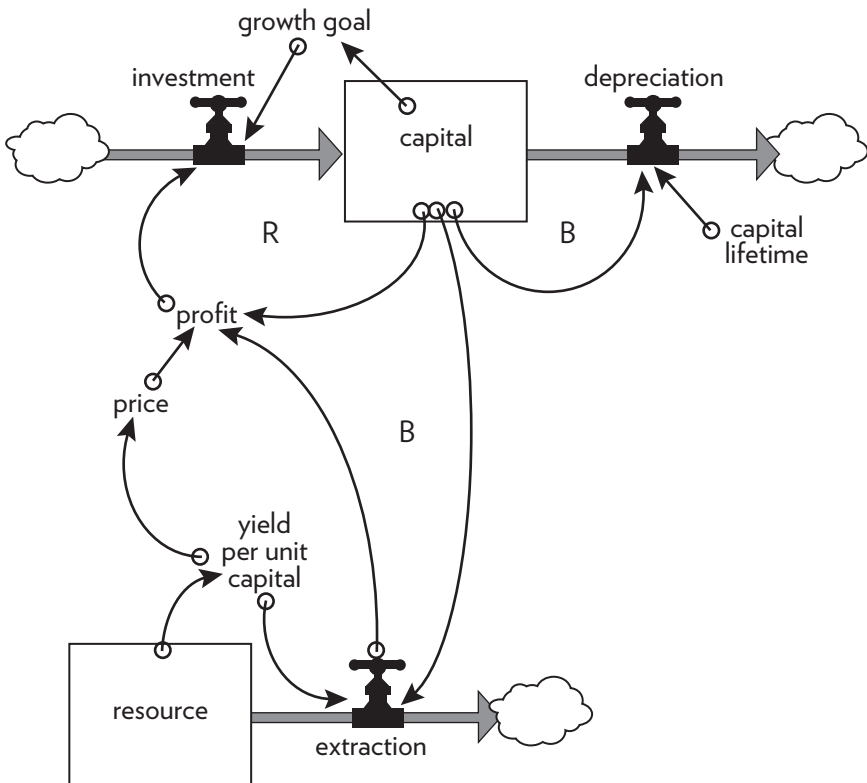 growth goal
investment
depreciation
capital
R
B
capital
lifetime
profit
price
B
yield
per unit
capital
resource
extraction